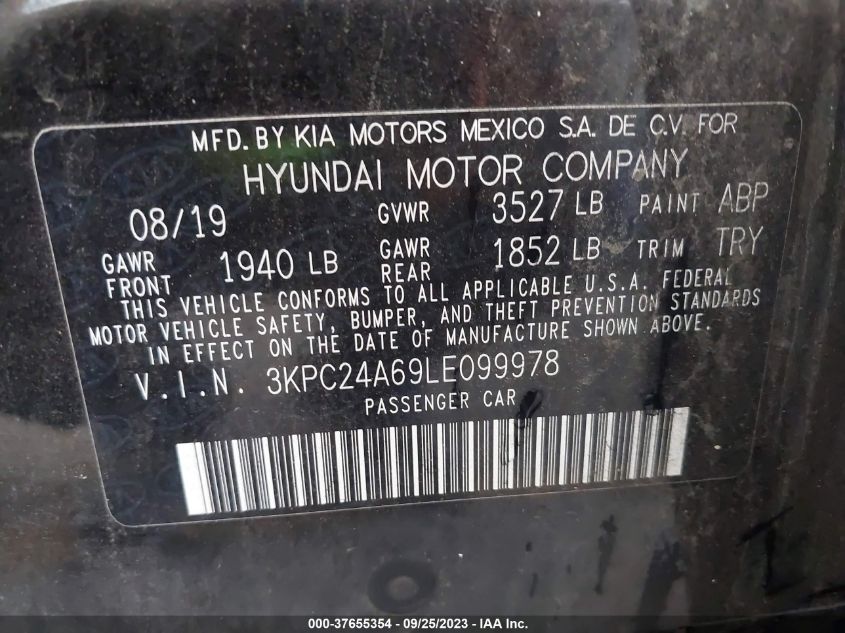 MFD. BY KIA MOTORS MEXICO S.A. DE C.V. FOR
HYUNDAI MOTOR COMPANY
08/19 GVWR 3527 LB PAINT ABP
GAWR FRONT 1940 LB GAWR REAR 1852 LB TRIM TRY
THIS VEHICLE CONFORMS TO ALL APPLICABLE U.S.A. FEDERAL
MOTOR VEHICLE SAFETY, BUMPER, AND THEFT PREVENTION STANDARDS
IN EFFECT ON THE DATE OF MANUFACTURE SHOWN ABOVE.
V.I.N. 3KPC24A69LE099978
PASSENGER CAR
000-37655354 - 09/25/2023 - IAA Inc.